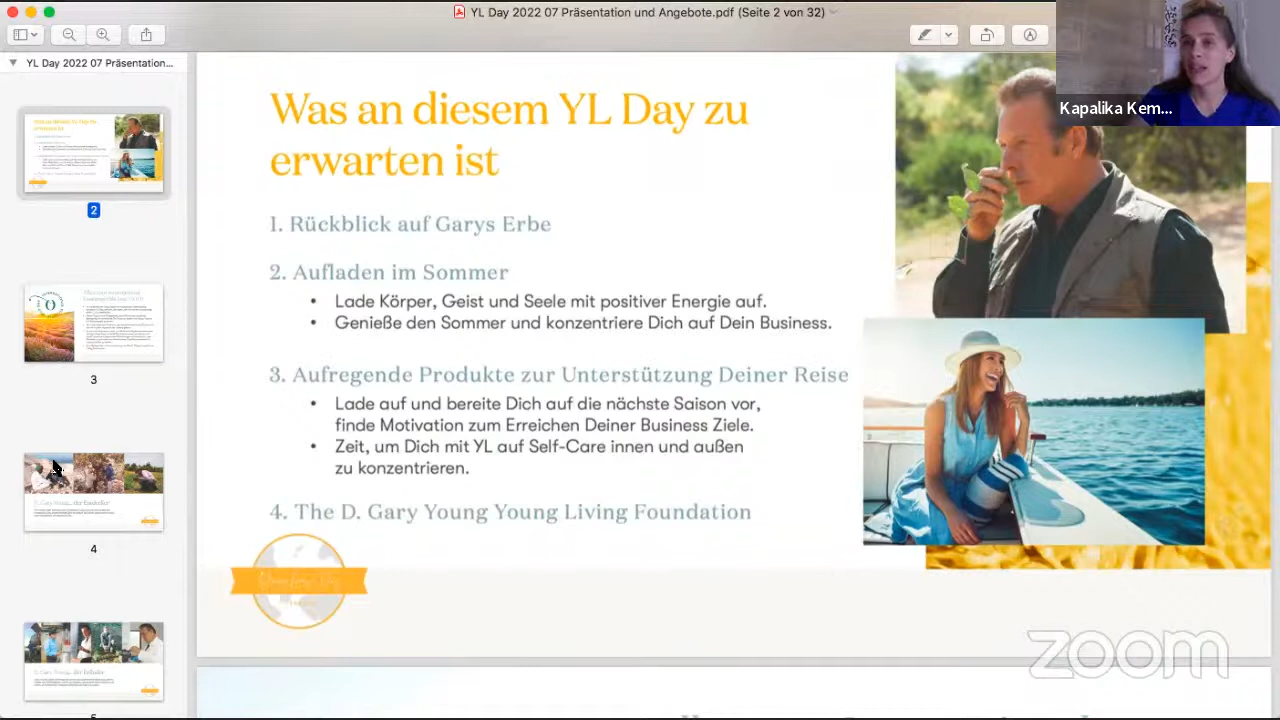 YL Day 2022 07 Präsentation und Angebote.pdf (Seite 2 von 32)
YL Day 2022 07 Präsentation...
2
3
4
5
Was an diesem YL Day zu
erwarten ist
1. Rückblick auf Garys Erbe
2. Aufladen im Sommer
• Lade Körper, Geist und Seele mit positiver Energie auf.
• Genieße den Sommer und konzentriere Dich auf Dein Business.
3. Aufregende Produkte zur Unterstützung Deiner Reise
• Lade auf und bereite Dich auf die nächste Saison vor,
finde Motivation zum Erreichen Deiner Business Ziele.
• Zeit, um Dich mit YL auf Self-Care innen und außen
zu konzentrieren.
4. The D. Gary Young Young Living Foundation
Kapalika Kem...
zoom